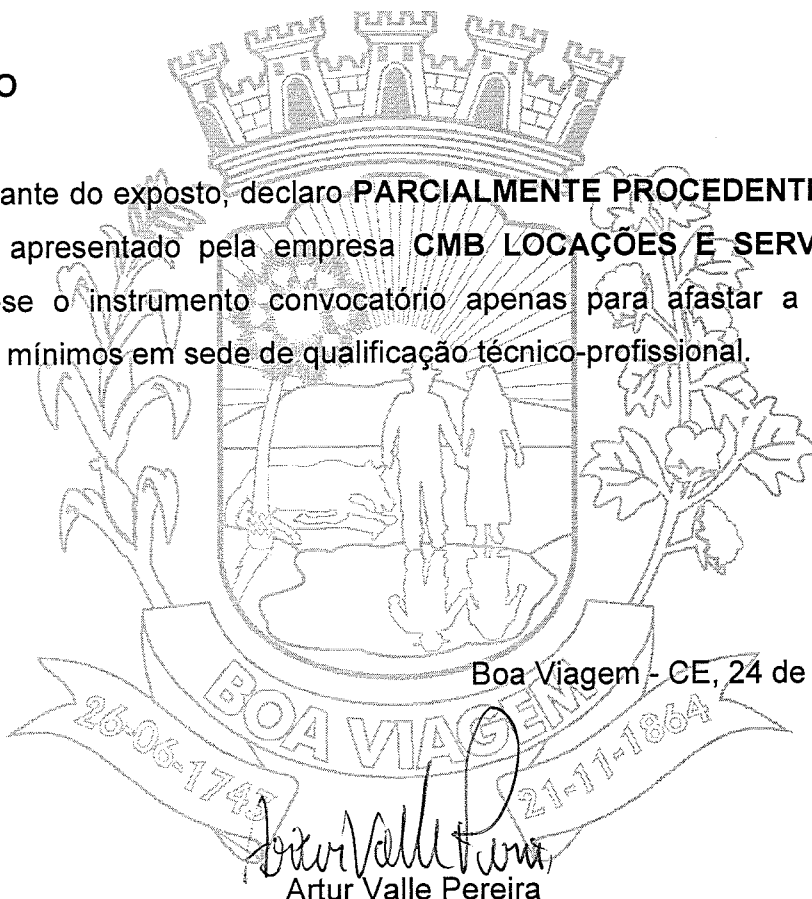 O
ante do exposto, declaro PARCIALMENTE PROCEDENTE
apresentado pela empresa CMB LOCAÇÕES E SERV
se o instrumento convocatório apenas para afastar a
mínimos em sede de qualificação técnico-profissional.
Boa Viagem - CE, 24 de
BOA VIAGEM
26-06-1743
21-11-1864
Artur Valle Pereira